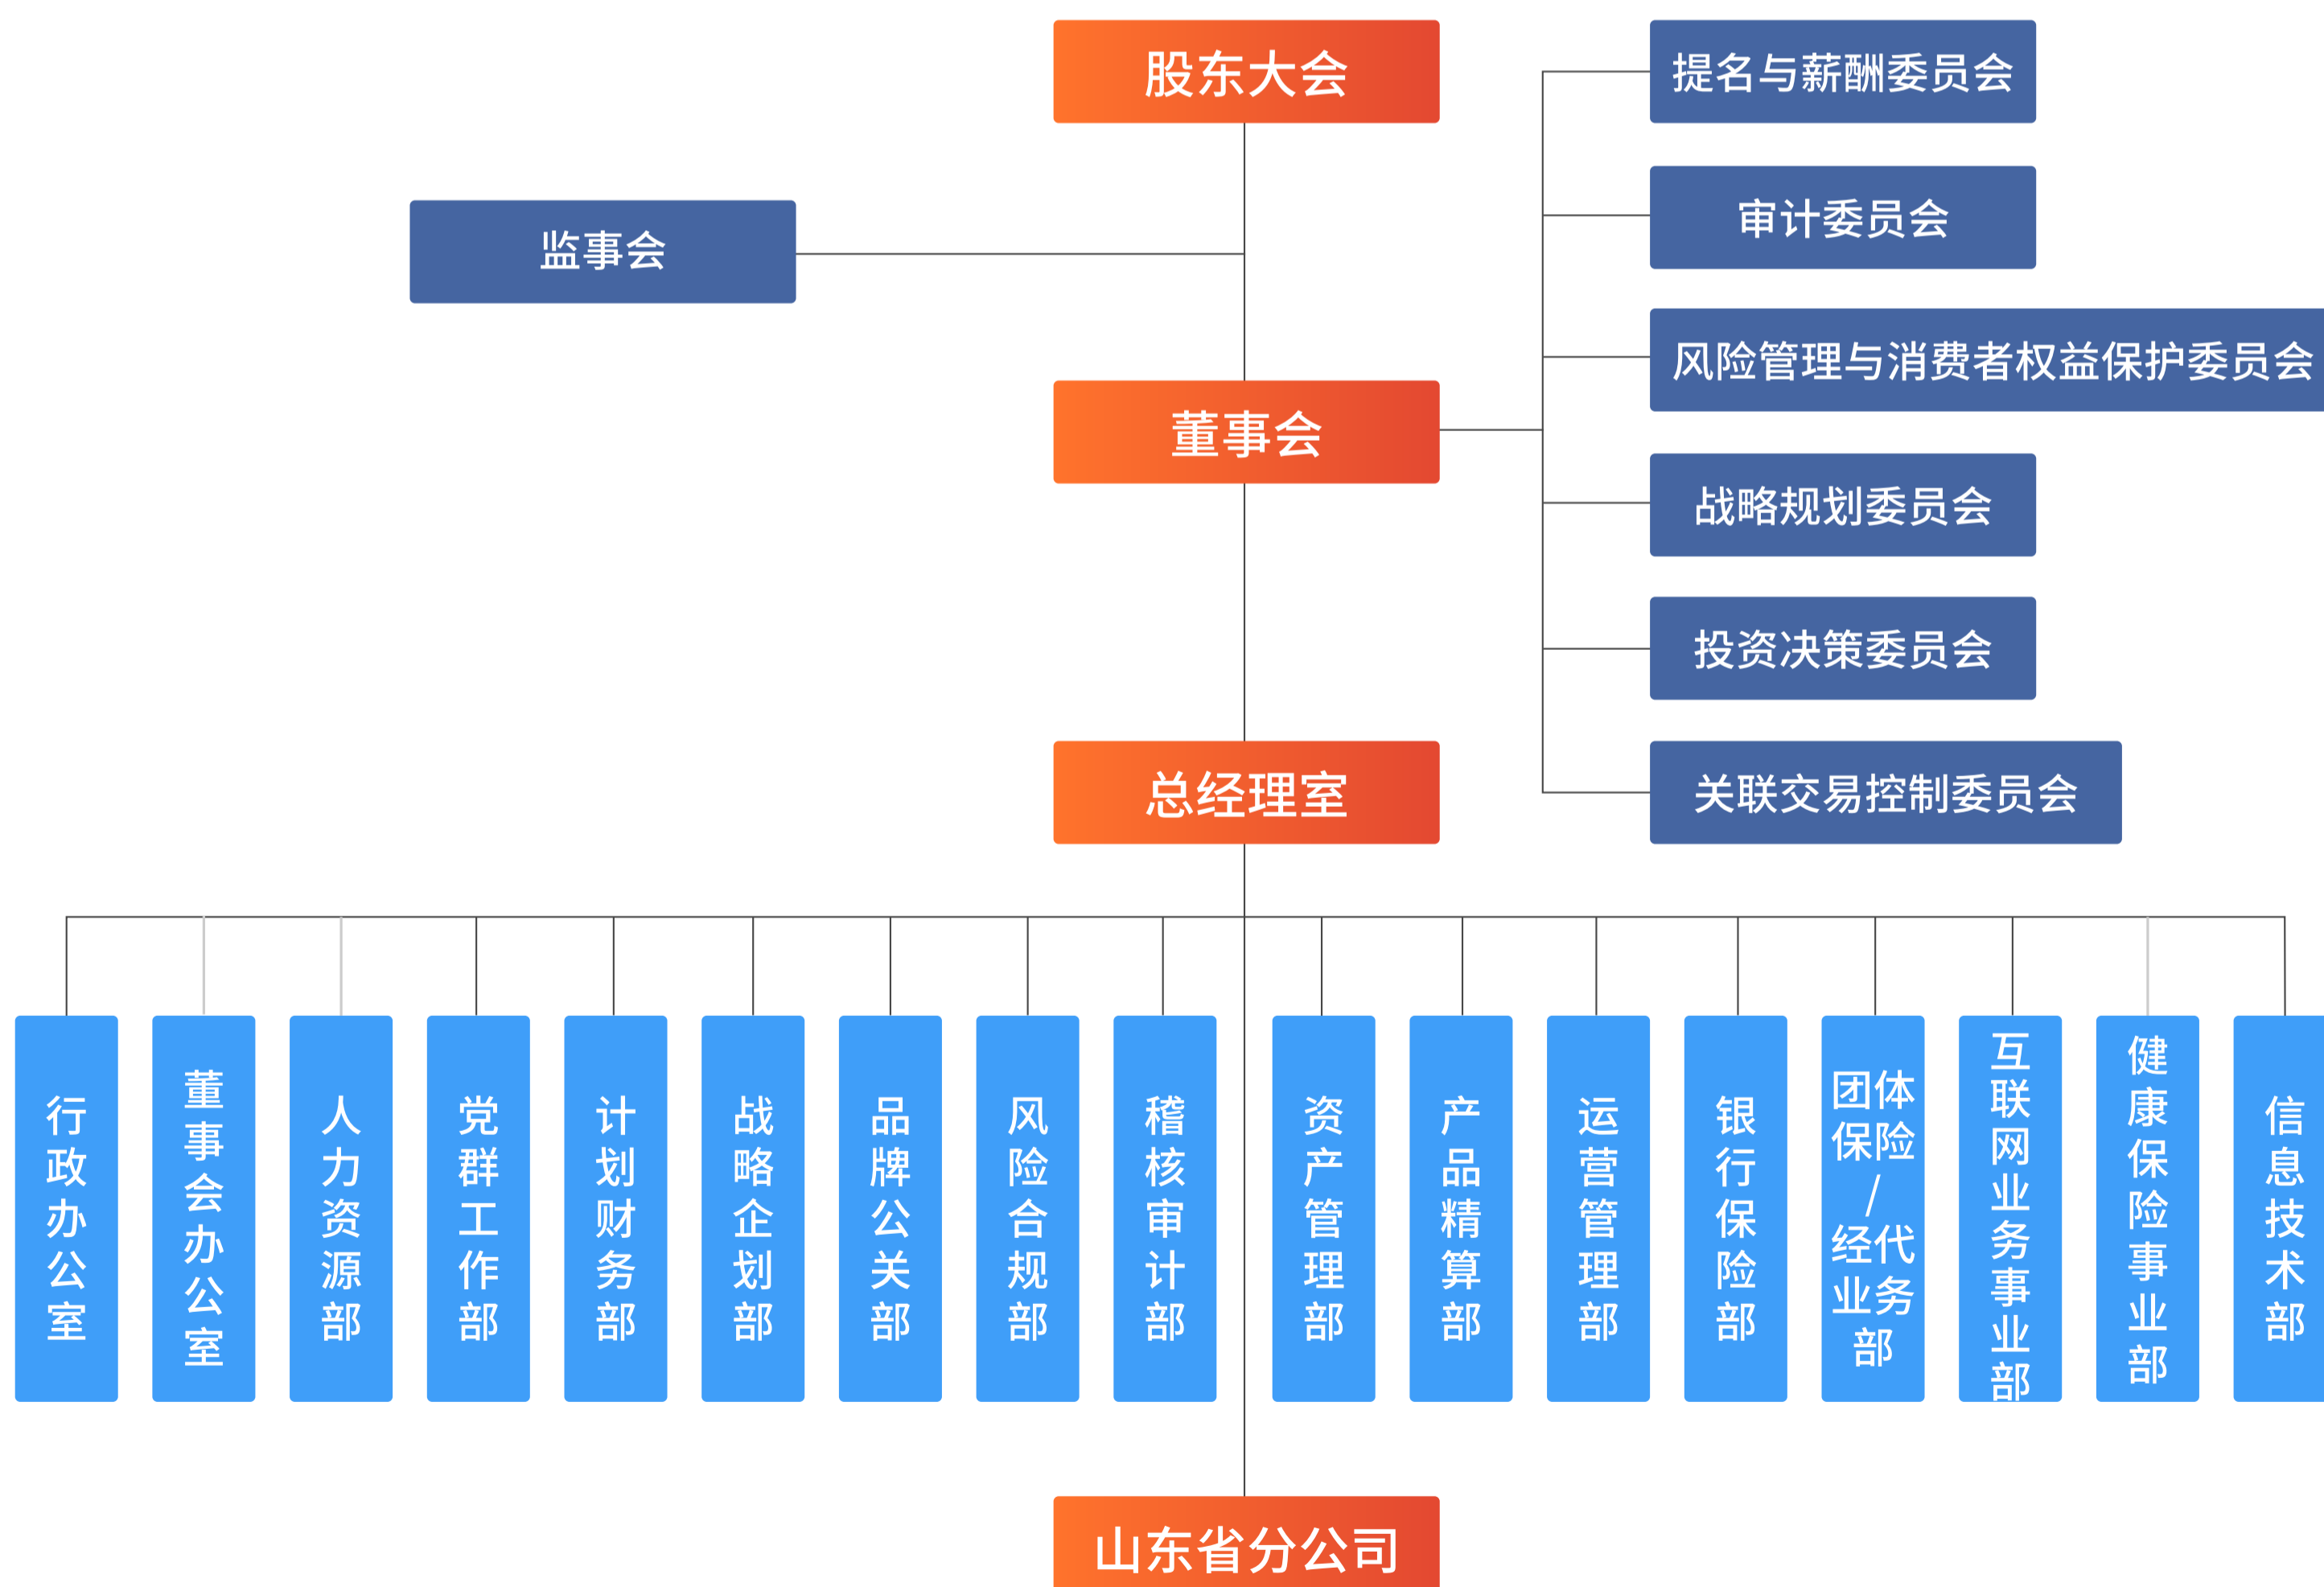 股东大会
提名与薪酬委员会
审计委员会
监事会
风险管理与消费者权益保护委员会
董事会
战略规划委员会
投资决策委员会
总经理室
关联交易控制委员会
行政办公室
董事会办公室
人力资源部
党群工作部
计划财务部
战略企划部
品牌公关部
风险合规部
稽核审计部
运营管理部
产品精算部
投资管理部
银行保险部
团体保险/经代业务部
互联网业务事业部
健康险事业部
信息技术部
山东省分公司